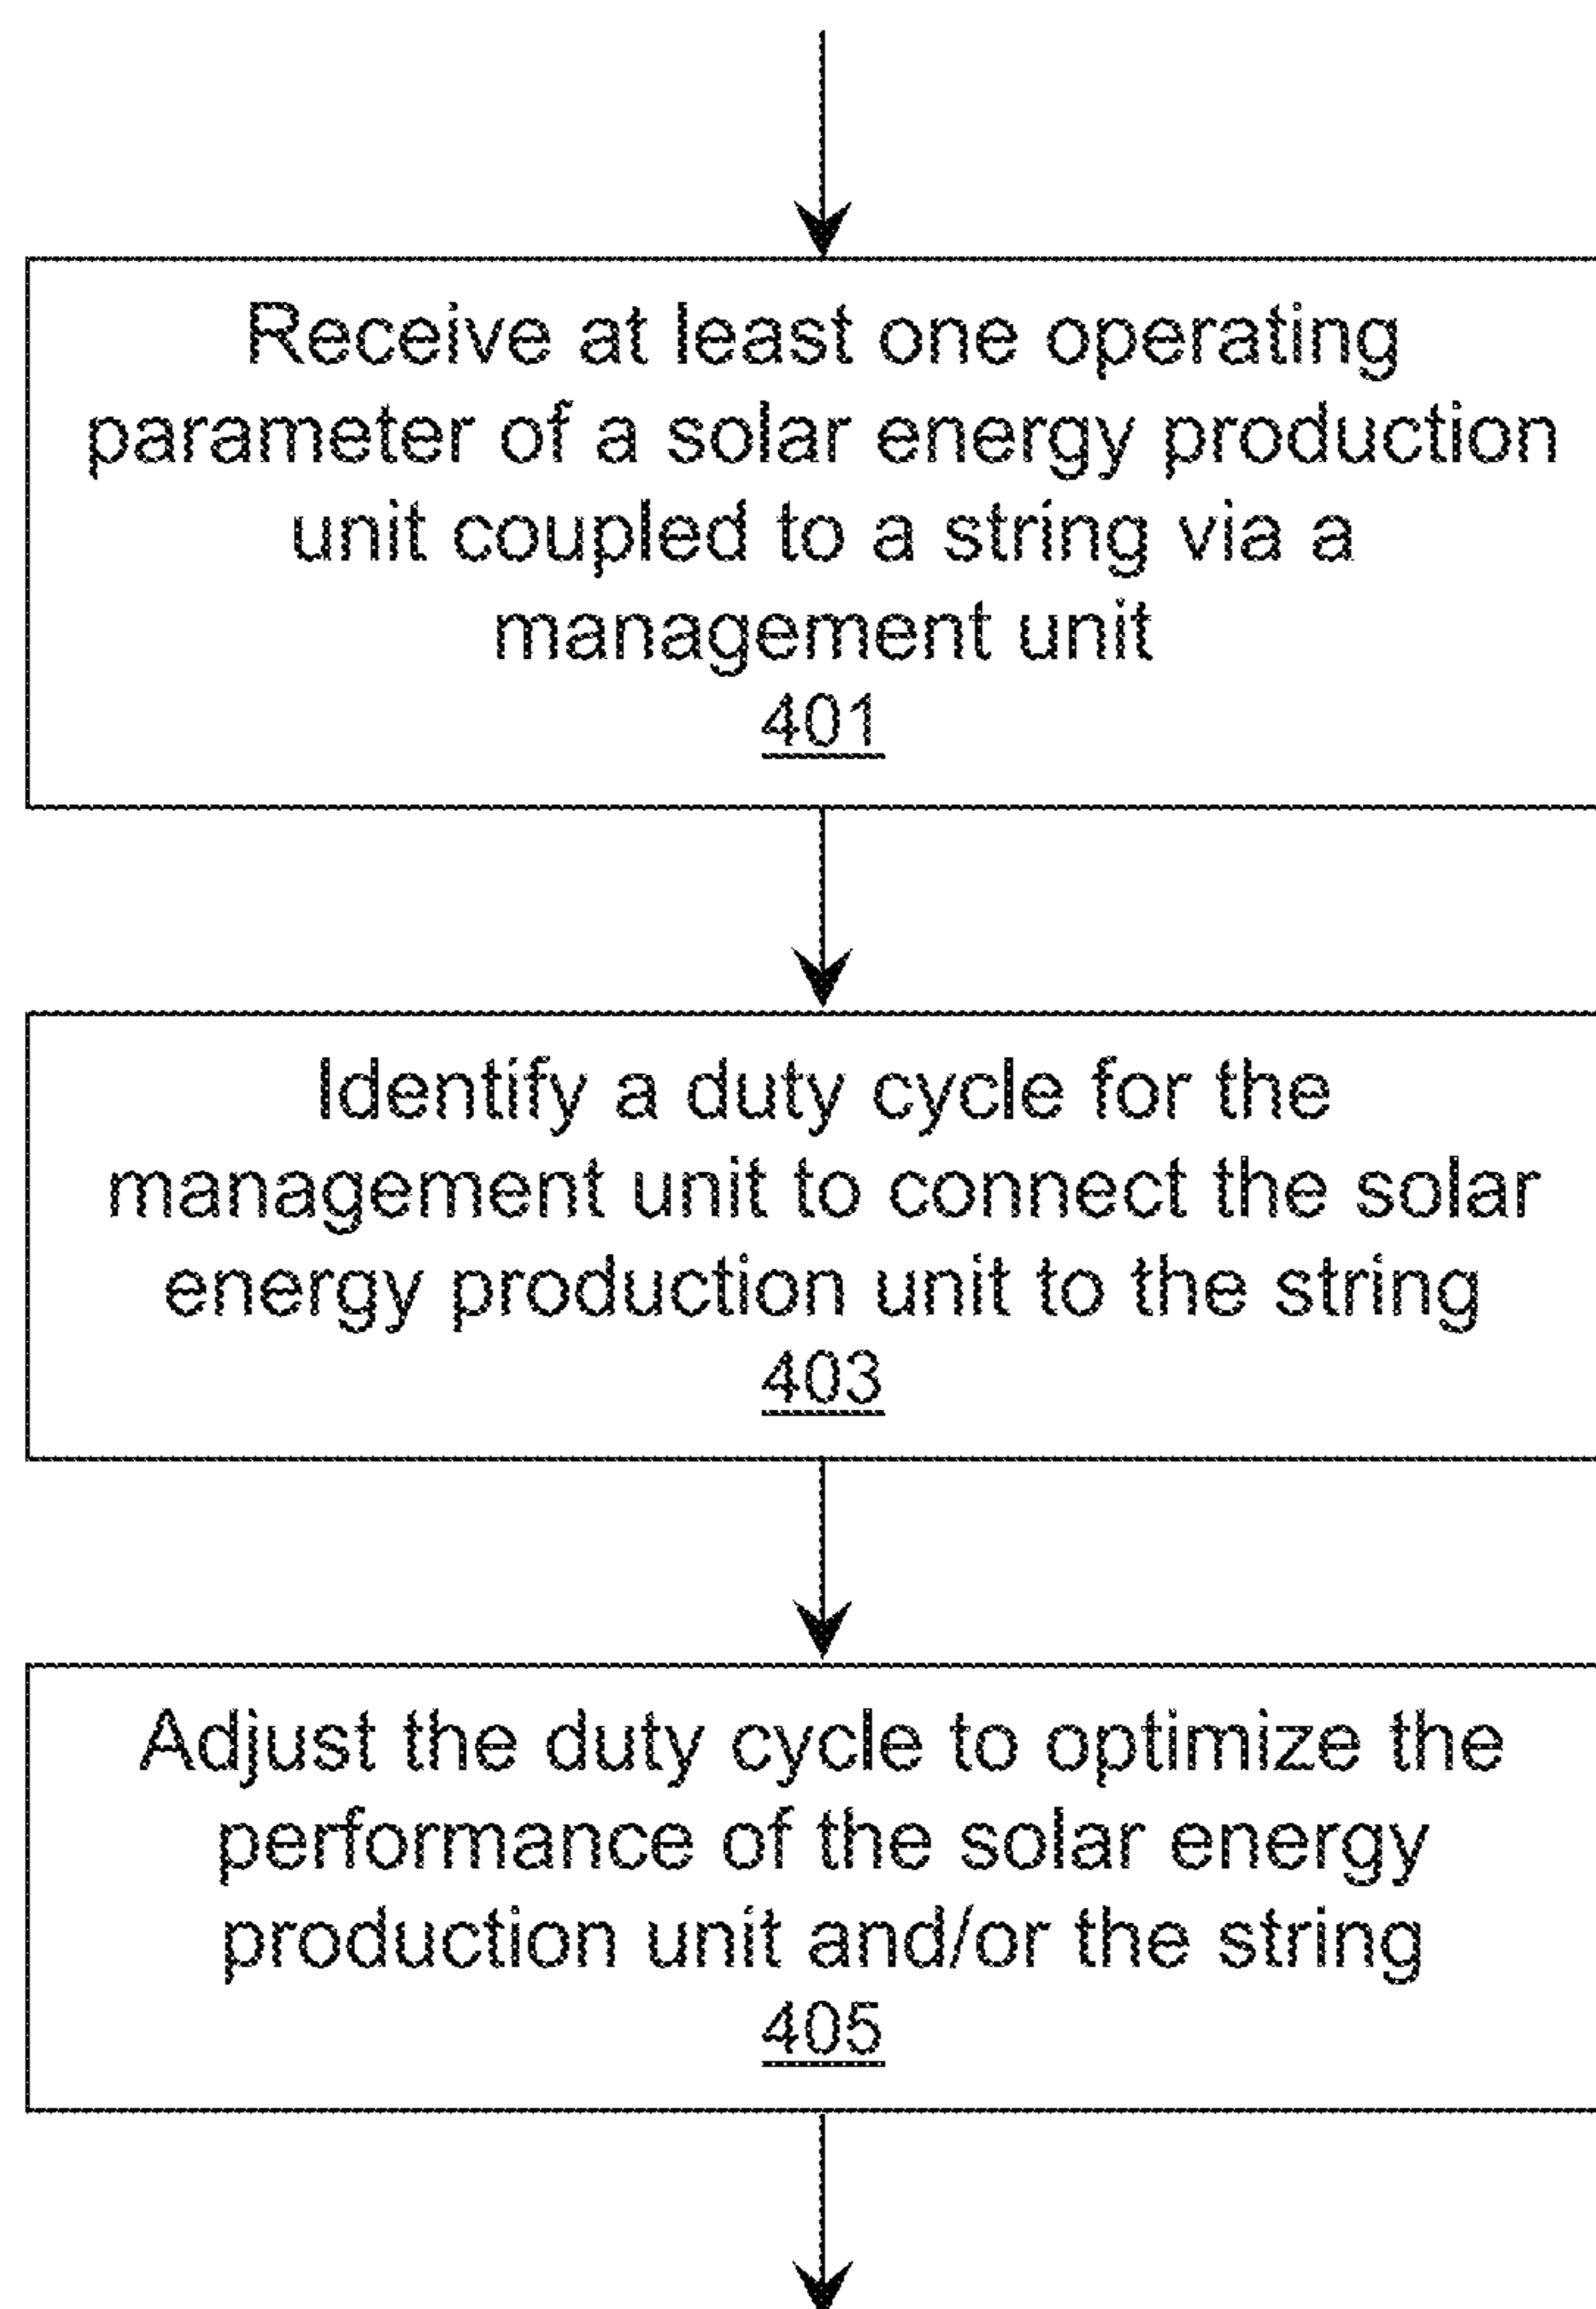 Receive at least one operating
parameter of a solar energy production
unit coupled to a string via a
management unit
401
Identify a duty cycle for the
management unit to connect the solar
energy production unit to the string
403
Adjust the duty cycle to optimize the
performance of the solar energy
production unit and/or the string
405